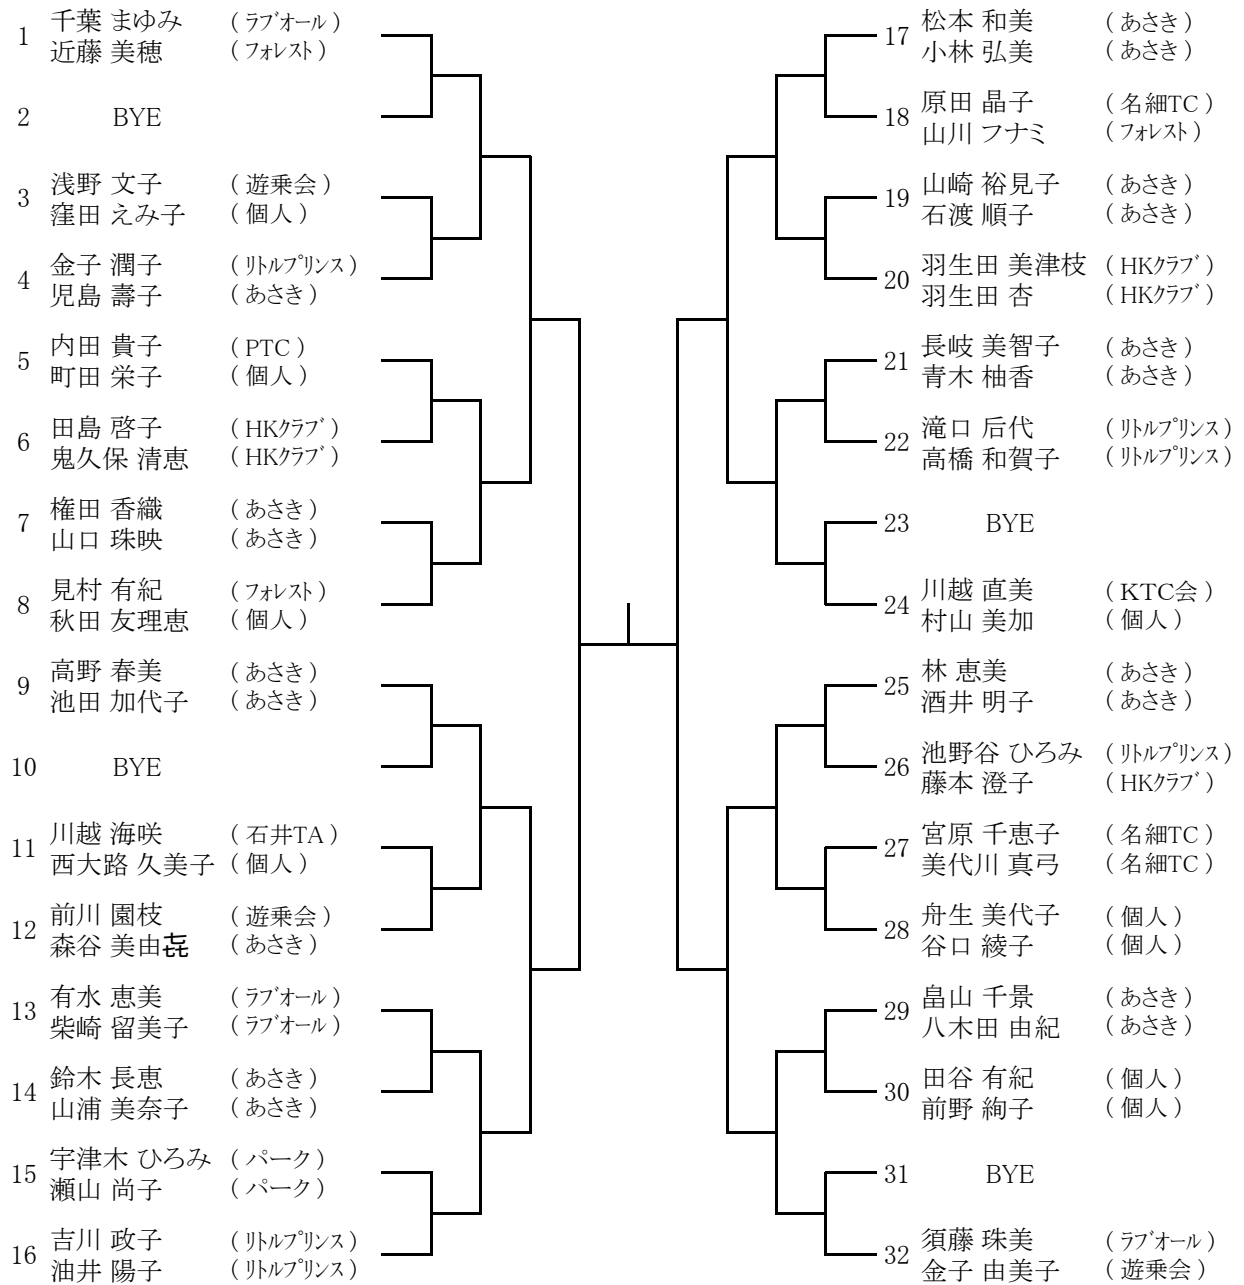 1 千葉 まゆみ ( ラブオール )
近藤 美穂 ( フォレスト )
2 BYE
3 浅野 文子 ( 遊乗会 )
窪田 えみ子 ( 個人 )
4 金子 潤子 ( リトルプリンス )
児島 壽子 ( あさき )
5 内田 貴子 ( PTC )
町田 栄子 ( 個人 )
6 田島 啓子 ( HKクラブ )
鬼久保 清恵 ( HKクラブ )
7 権田 香織 ( あさき )
山口 珠映 ( あさき )
8 見村 有紀 ( フォレスト )
秋田 友理恵 ( 個人 )
9 高野 春美 ( あさき )
池田 加代子 ( あさき )
10 BYE
11 川越 海咲 ( 石井TA )
西大路 久美子 ( 個人 )
12 前川 園枝 ( 遊乗会 )
森谷 美由㐂 ( あさき )
13 有水 恵美 ( ラブオール )
柴崎 留美子 ( ラブオール )
14 鈴木 長恵 ( あさき )
山浦 美奈子 ( あさき )
15 宇津木 ひろみ ( パーク )
瀬山 尚子 ( パーク )
16 吉川 政子 ( リトルプリンス )
油井 陽子 ( リトルプリンス )
17 松本 和美 ( あさき )
小林 弘美 ( あさき )
18 原田 晶子 ( 名細TC )
山川 フナミ ( フォレスト )
19 山崎 裕見子 ( あさき )
石渡 順子 ( あさき )
20 羽生田 美津枝 ( HKクラブ )
羽生田 杏 ( HKクラブ )
21 長岐 美智子 ( あさき )
青木 柚香 ( あさき )
22 滝口 后代 ( リトルプリンス )
高橋 和賀子 ( リトルプリンス )
23 BYE
24 川越 直美 ( KTC会 )
村山 美加 ( 個人 )
25 林 恵美 ( あさき )
酒井 明子 ( あさき )
26 池野谷 ひろみ ( リトルプリンス )
藤本 澄子 ( HKクラブ )
27 宮原 千恵子 ( 名細TC )
美代川 真弓 ( 名細TC )
28 舟生 美代子 ( 個人 )
谷口 綾子 ( 個人 )
29 畠山 千景 ( あさき )
八木田 由紀 ( あさき )
30 田谷 有紀 ( 個人 )
前野 絢子 ( 個人 )
31 BYE
32 須藤 珠美 ( ラブオール )
金子 由美子 ( 遊乗会 )